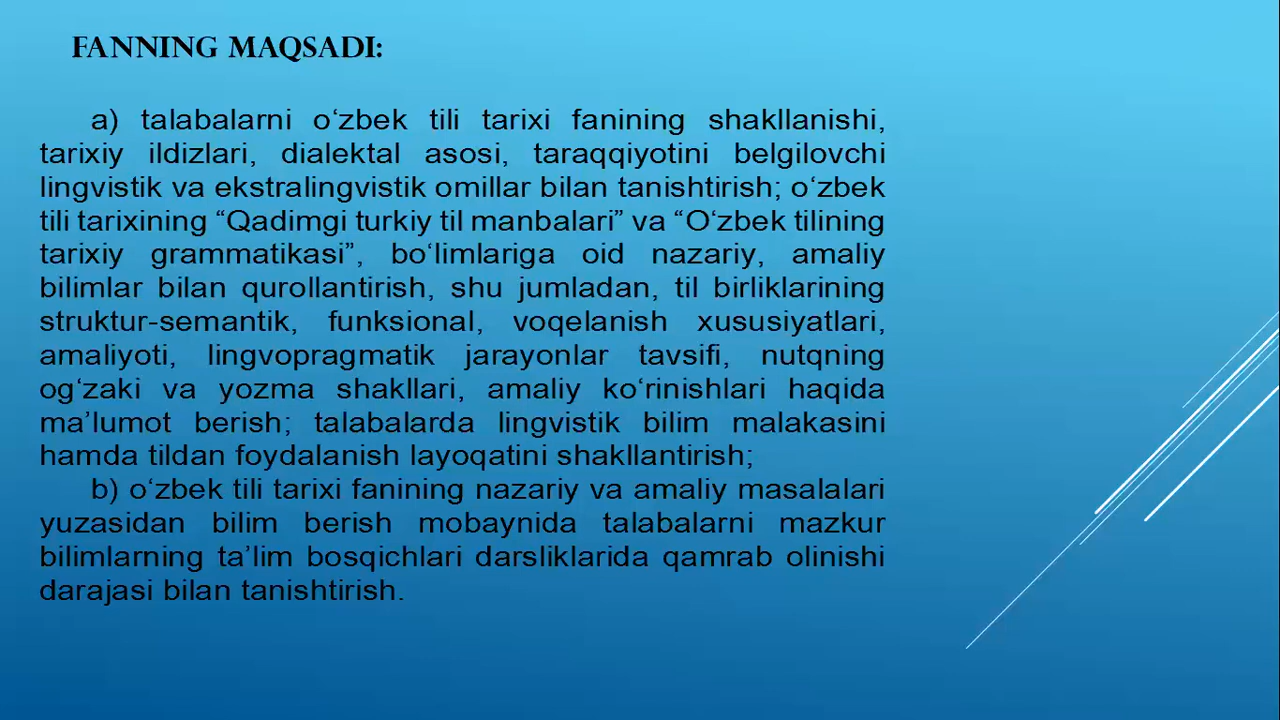 FANNING MAQSADI:
a) talabalarni o‘zbek tili tarixi fanining shakllanishi,
tarixiy ildizlari, dialektal asosi, taraqqiyotini belgilovchi
lingvistik va ekstralingvistik omillar bilan tanishtirish; o‘zbek
tili tarixining “Qadimgi turkiy til manbalari” va “O‘zbek tilining
tarixiy grammatikasi”, bo‘limlariga oid nazariy, amaliy
bilimlar bilan qurollantirish, shu jumladan, til birliklarining
struktur-semantik, funksional, voqelanish xususiyatlari,
amaliyoti, lingvopragmatik jarayonlar tavsifi, nutqning
og‘zaki va yozma shakllari, amaliy ko‘rinishlari haqida
ma’lumot berish; talabalarda lingvistik bilim malakasini
hamda tildan foydalanish layoqatini shakllantirish;
b) o‘zbek tili tarixi fanining nazariy va amaliy masalalari
yuzasidan bilim berish mobaynida talabalarni mazkur
bilimlarning ta’lim bosqichlari darsliklarida qamrab olinishi
darajasi bilan tanishtirish.